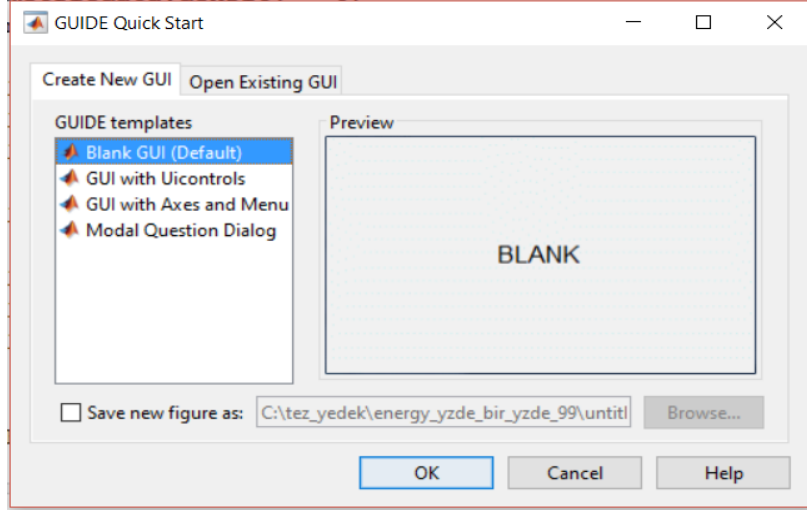 GUIDE Quick Start
Create New GUI
Open Existing GUI
GUIDE templates
Preview
Blank GUI (Default)
GUI with Uicontrols
GUI with Axes and Menu
Modal Question Dialog
BLANK
Save new figure as:
C:\tez_yedek\energy_yzde_bir_yzde_99\untitl
Browse...
OK
Cancel
Help